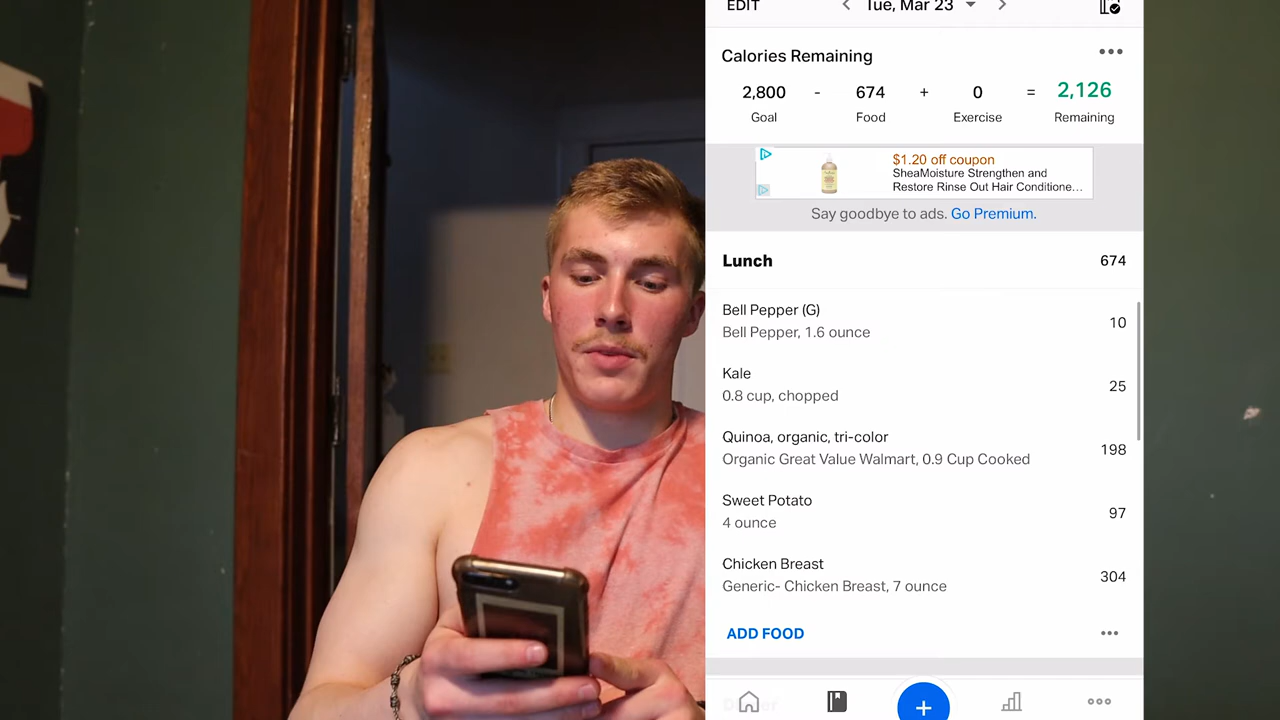 EDIT
Tue, Mar 23
Calories Remaining
2,800 - 674 + 0 = 2,126
Goal Food Exercise Remaining
$1.20 off coupon
SheaMoisture Strengthen and
Restore Rinse Out Hair Conditione...
Say goodbye to ads. Go Premium.
Lunch 674
Bell Pepper (G)
Bell Pepper, 1.6 ounce
10
Kale
0.8 cup, chopped
25
Quinoa, organic, tri-color
Organic Great Value Walmart, 0.9 Cup Cooked
198
Sweet Potato
4 ounce
97
Chicken Breast
Generic- Chicken Breast, 7 ounce
304
ADD FOOD